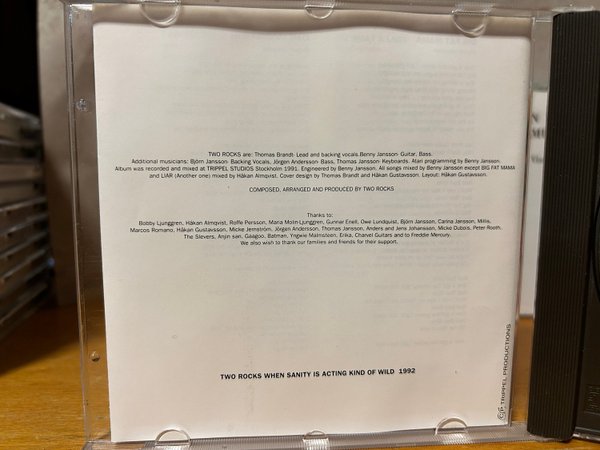 TWO ROCKS are: Thomas Brandt· Lead and backing vocals.Benny Jansson· Guitar, Bass.
Additional musicians: Björn Jansson· Backing Vocals, Jörgen Andersson· Bass, Thomas Jansson· Keyboards. Atari programming by Benny Jansson.
Album was recorded and mixed at TRIPPEL STUDIOS Stockholm 1991. Engineered by Benny Jansson. All songs mixed by Benny Jansson except BIG FAT MAMA
and LIAR (Another one) mixed by Håkan Almqvist. Cover design by Thomas Brandt and Håkan Gustavsson. Layout: Håkan Gustavsson.
COMPOSED, ARRANGED AND PRODUCED BY TWO ROCKS
Thanks to:
Bobby Ljunggren, Håkan Almqvist, Roffe Persson, Maria Molin-Ljunggren, Gunnar Enell, Owe Lundquist, Björn Jansson, Carina Jansson, Millis,
Marcos Romano, Håkan Gustavsson, Micke Jernström, Jörgen Andersson, Thomas Jansson, Anders and Jens Johansson, Micke Dubois, Peter Rooth,
The Slevers, Anjin san, Gaagoo, Batman, Yngwie Malmsteen, Erika, Charvel Guitars and to Freddie Mercury.
We also wish to thank our families and friends for their support.
TWO ROCKS WHEN SANITY IS ACTING KIND OF WILD 1992
TRIPPEL PRODUCTIONS